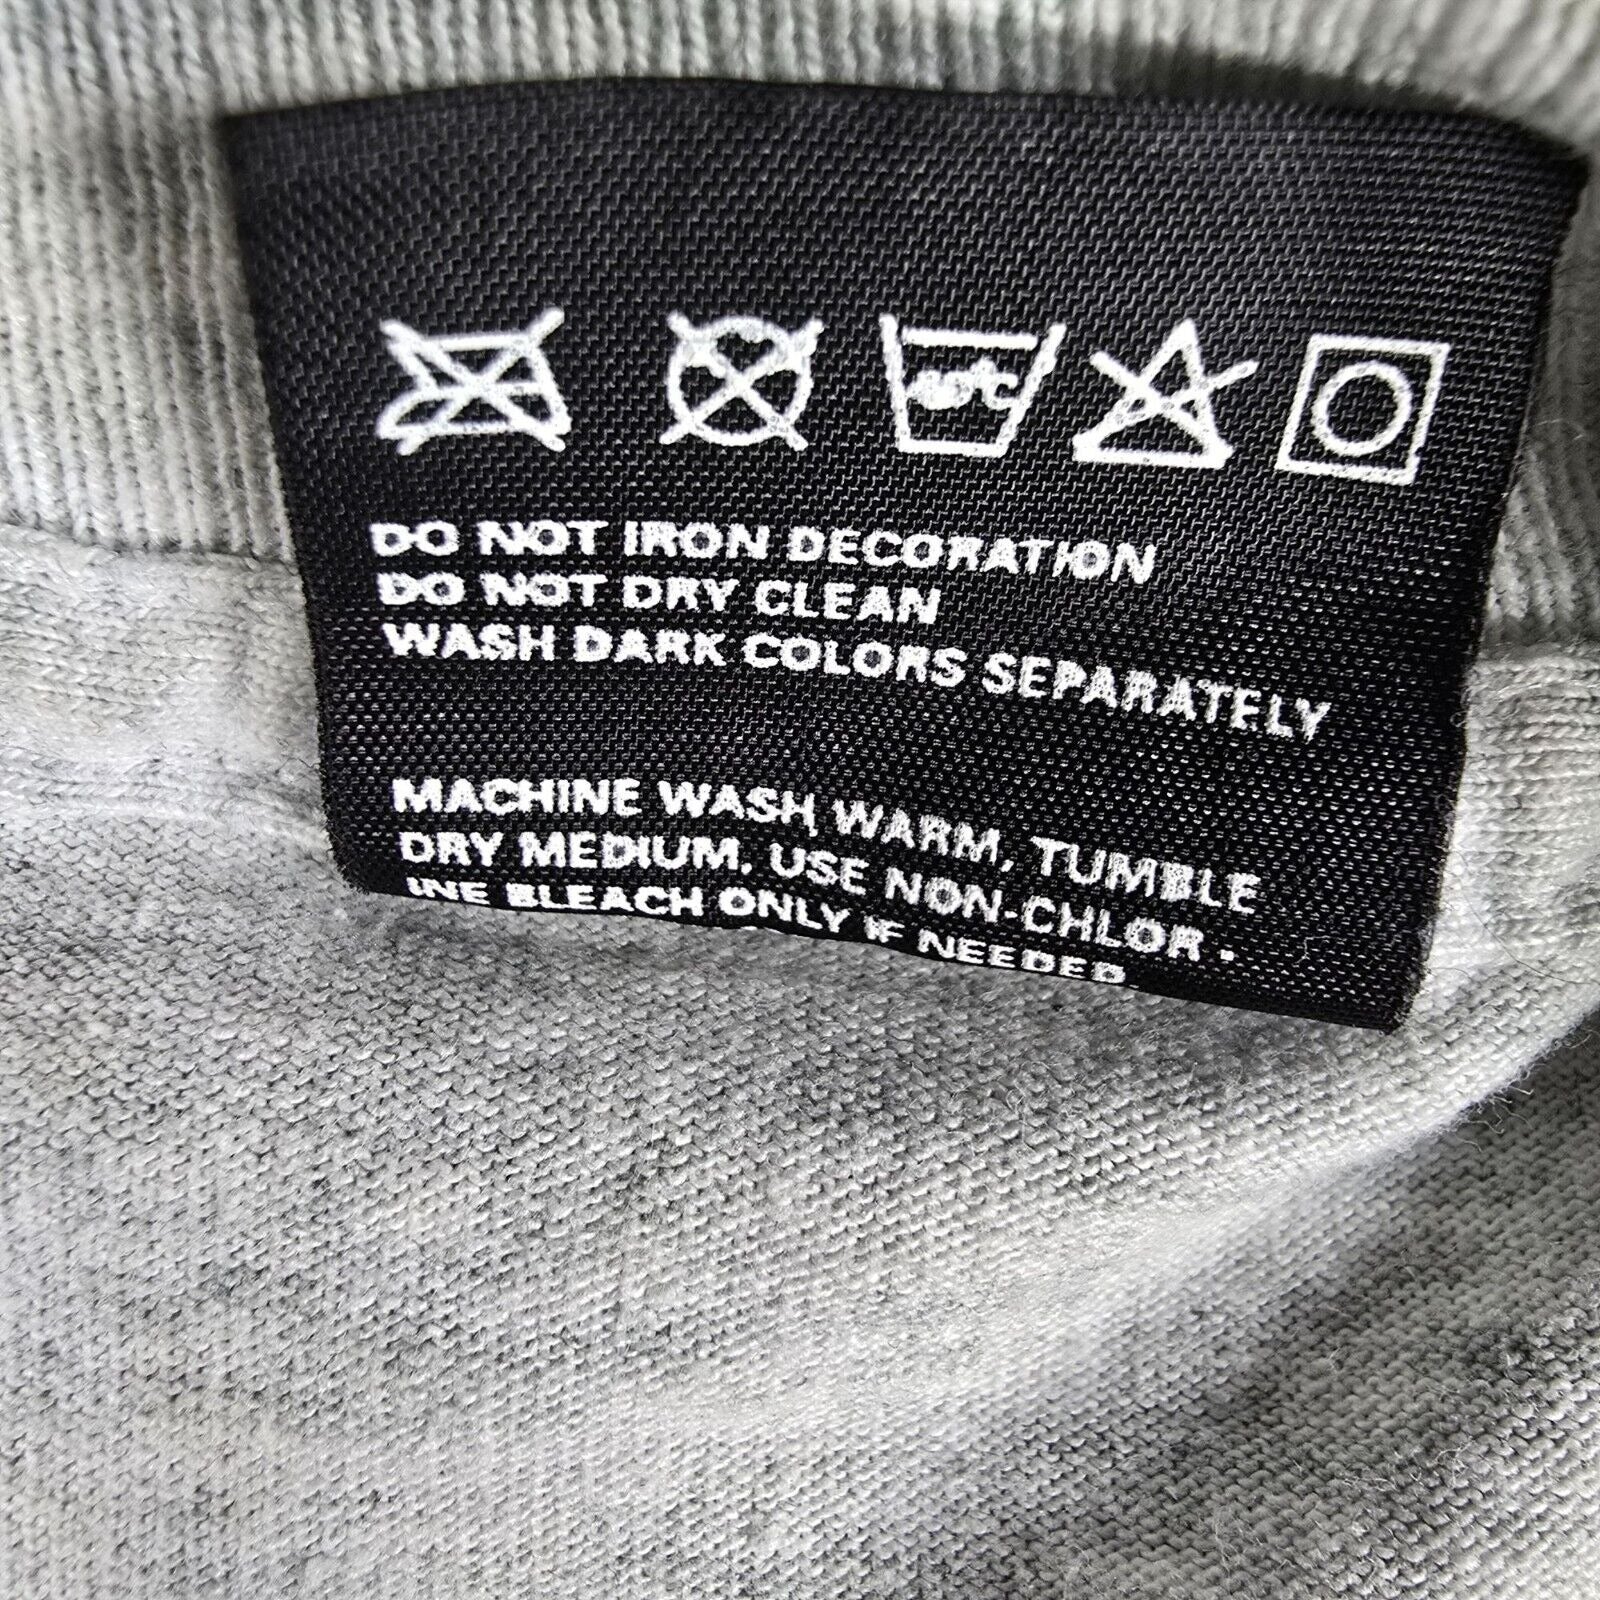 DO NOT IRON DECORATION
DO NOT DRY CLEAN
WASH DARK COLORS SEPARATELY
MACHINE WASH WARM, TUMBLE
DRY MEDIUM, USE NON-CHLOR.
INE BLEACH ONLY IF NEEDED.